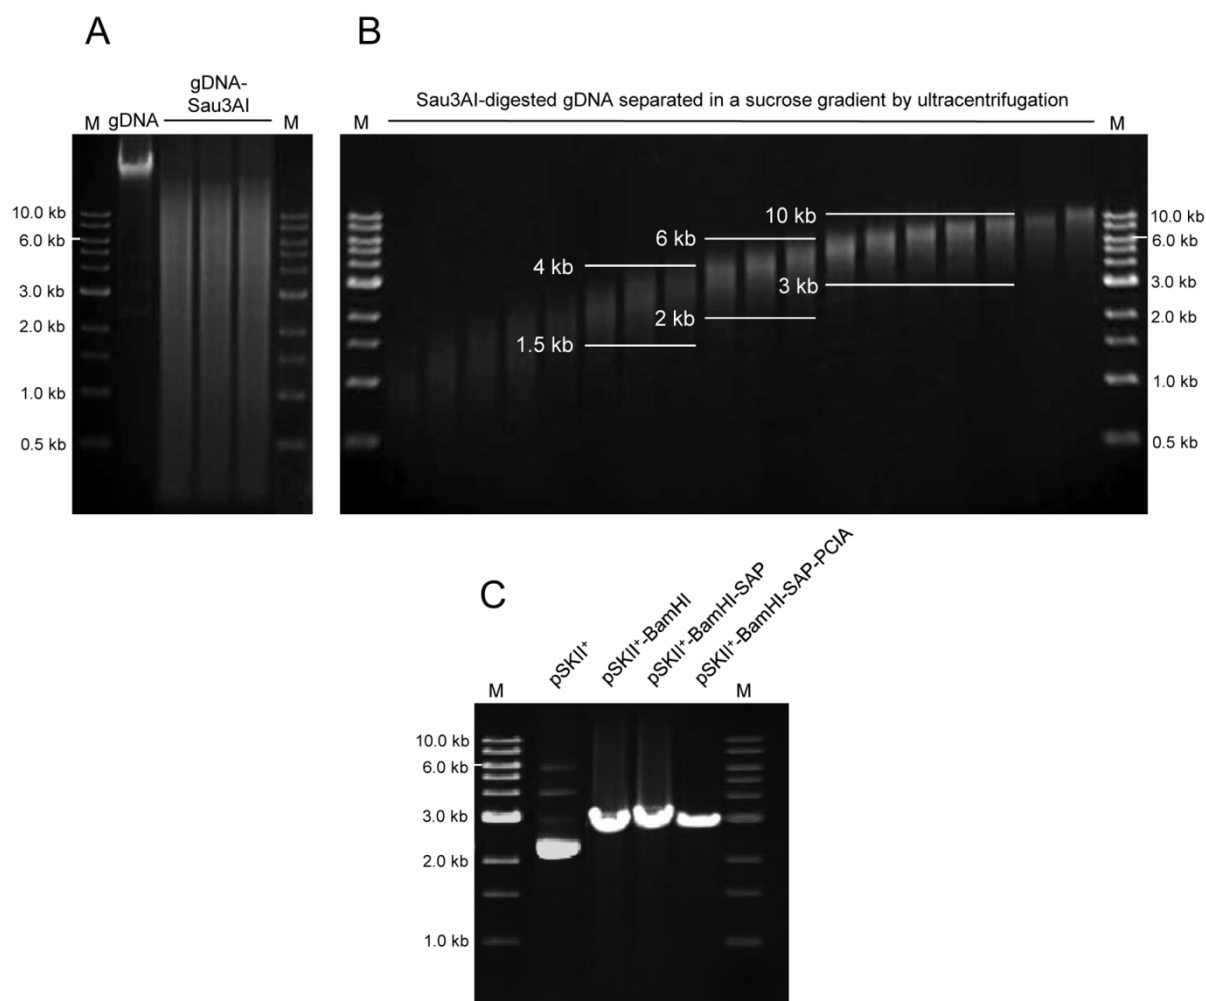 A
gDNA-
Sau3AI
M gDNA M
10.0 kb
6.0 kb
3.0 kb
2.0 kb
1.0 kb
0.5 kb
B
Sau3AI-digested gDNA separated in a sucrose gradient by ultracentrifugation
M M
10 kb
6 kb
4 kb
3 kb
2 kb
1.5 kb
10.0 kb
6.0 kb
3.0 kb
2.0 kb
1.0 kb
0.5 kb
C
M
pSKII⁺
pSKII⁺-BamHI
pSKII⁺-BamHI-SAP
pSKII⁺-BamHI-SAP-PCIA
M
10.0 kb
6.0 kb
3.0 kb
2.0 kb
1.0 kb